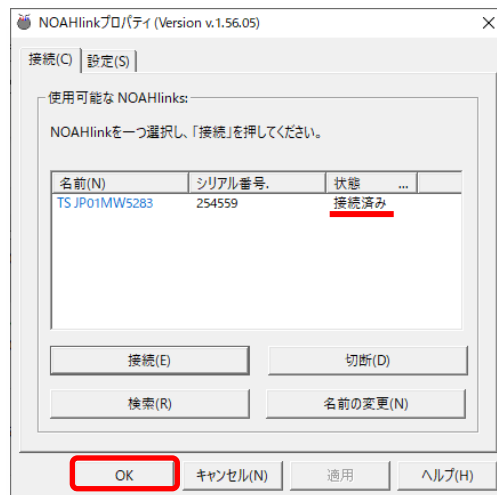 NOAHlinkプロパティ (Version v.1.56.05)
接続(C) 設定(S)
使用可能な NOAHlinks:
NOAHlinkを一つ選択し、「接続」を押してください。
名前(N) シリアル番号. 状態 ...
TS JP01MW5283 254559 接続済み
接続(E) 切断(D)
検索(R) 名前の変更(N)
OK キャンセル(N) 適用 ヘルプ(H)